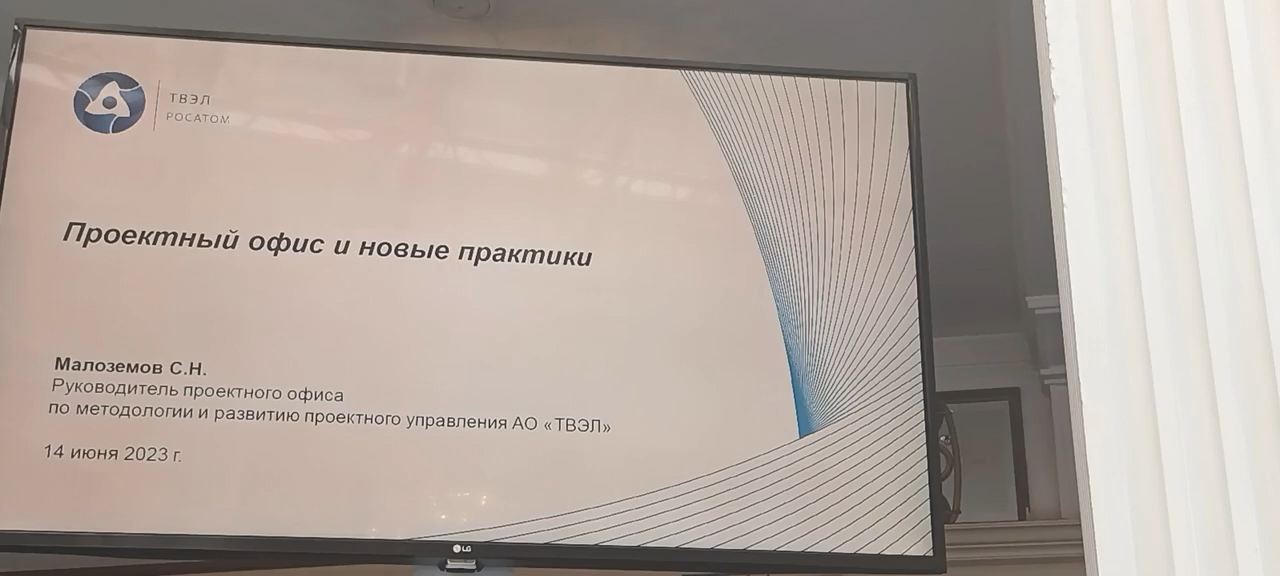 ТВЭЛ
РОСАТОМ
Проектный офис и новые практики
Малоземов С.Н.
Руководитель проектного офиса
по методологии и развитию проектного управления АО «ТВЭЛ»
14 июня 2023 г.
LG